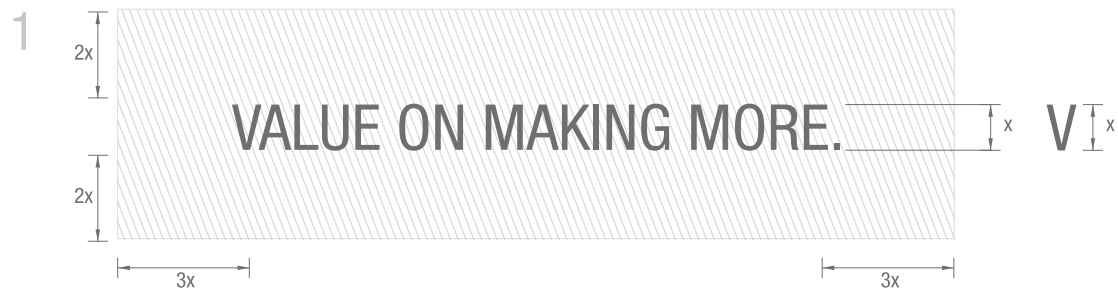 1
2x
VALUE ON MAKING MORE. x V x
2x
3x 3x